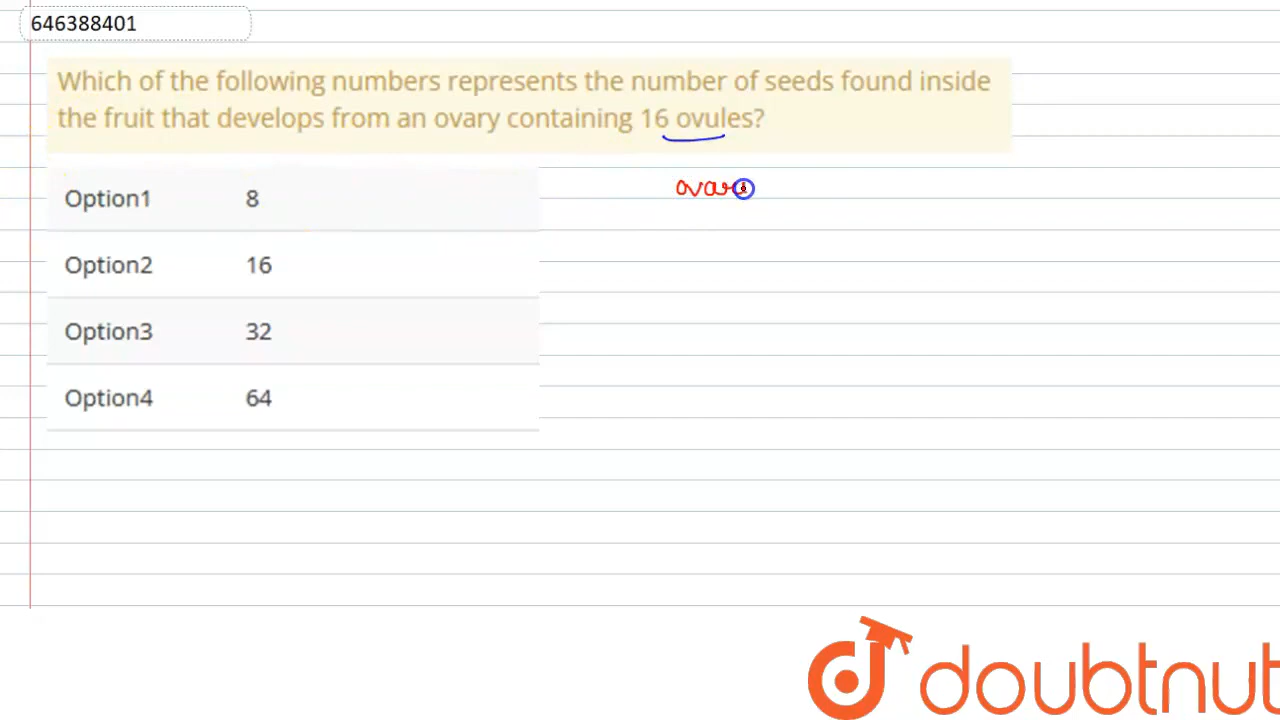 646388401
Which of the following numbers represents the number of seeds found inside
the fruit that develops from an ovary containing 16 ovules?
Option1 8
Option2 16
Option3 32
Option4 64
doubtnut